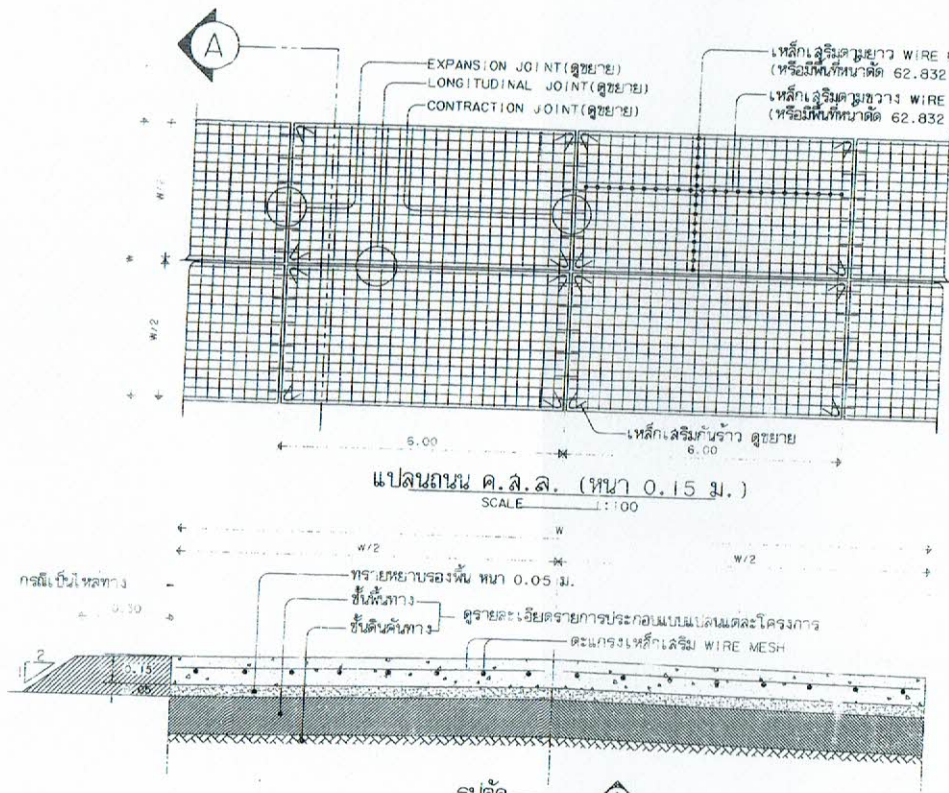 A
EXPANSION JOINT(ดูขยาย)
LONGITUDINAL JOINT(ดูขยาย)
CONTRACTION JOINT(ดูขยาย)
เหล็กเสริมตามยาว WIRE
(หรือมีพื้นที่หน้าตัด 62.832
เหล็กเสริมตามขวาง WIRE
(หรือมีพื้นที่หน้าตัด 62.832
W/2
W/2
เหล็กเสริมกันร้าว ดูขยาย
6.00
6.00
แปลนถนน ค.ส.ล. (หนา 0.15 ม.)
SCALE 1:100
W
W/2
W/2
กรณีเป็นไหล่ทาง
0.30
ทรายหยาบรองพื้น หนา 0.05 ม.
ชั้นพื้นทาง
ชั้นดินคันทาง
ดูรายละเอียดรายการประกอบแบบแปลนแต่ละโครงการ
ตะแกรงเหล็กเสริม WIRE MESH
2
1
0.15
.05
รูปตัด